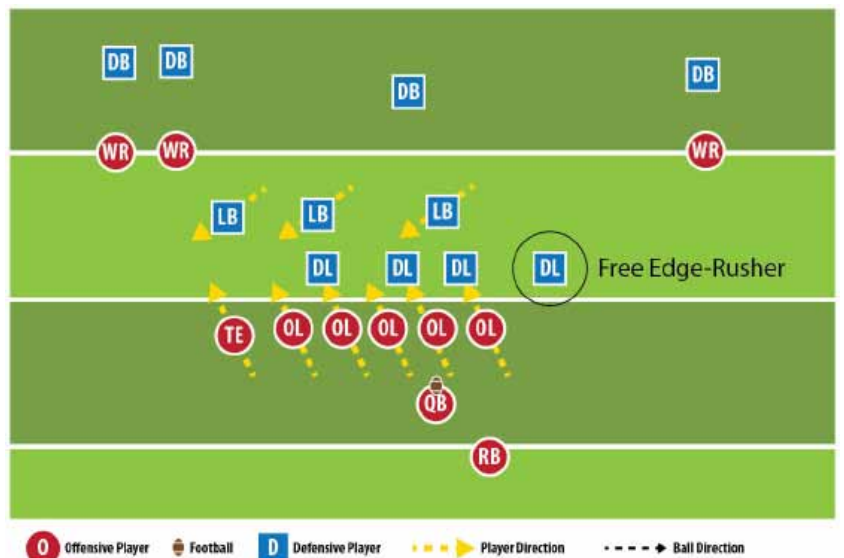 DB DB DB DB
WR WR WR
LB LB LB
DL DL DL DL Free Edge-Rusher
TE OL OL OL OL OL
QB
RB
O Offensive Player Football D Defensive Player Player Direction Ball Direction